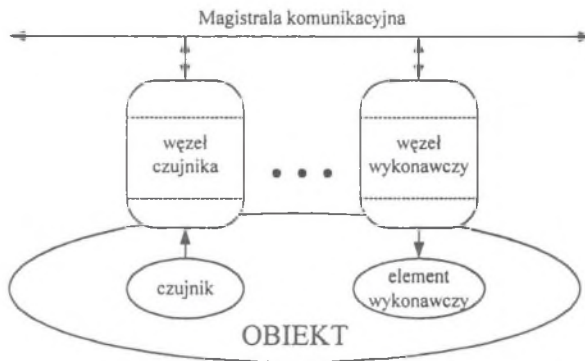 Magistrala komunikacyjna
węzeł
czujnika
węzeł
wykonawczy
czujnik
element
wykonawczy
OBIEKT